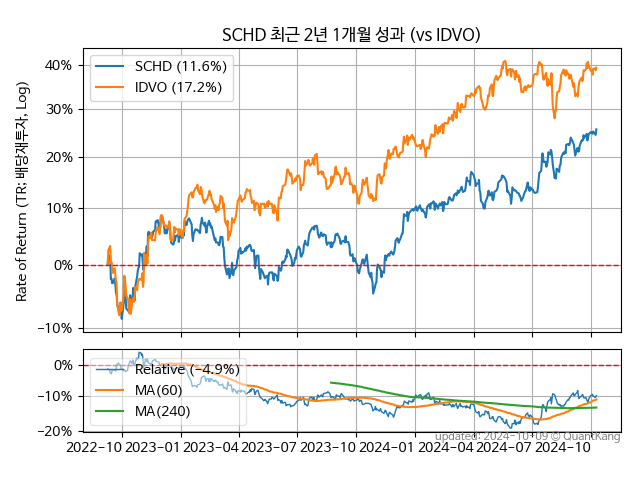 SCHD 최근 2년 1개월 성과 (vs IDVO)
Rate of Return (TR: 배당재투자, Log)
40%
30%
20%
10%
0%
−10%
SCHD (11.6%)
IDVO (17.2%)
0%
−10%
−20%
Relative (−4.9%)
MA(60)
MA(240)
2022−10 2023−01 2023−04 2023−07 2023−10 2024−01 2024−04 2024−07 2024−10
updated: 2024−10−09 © QuantKang